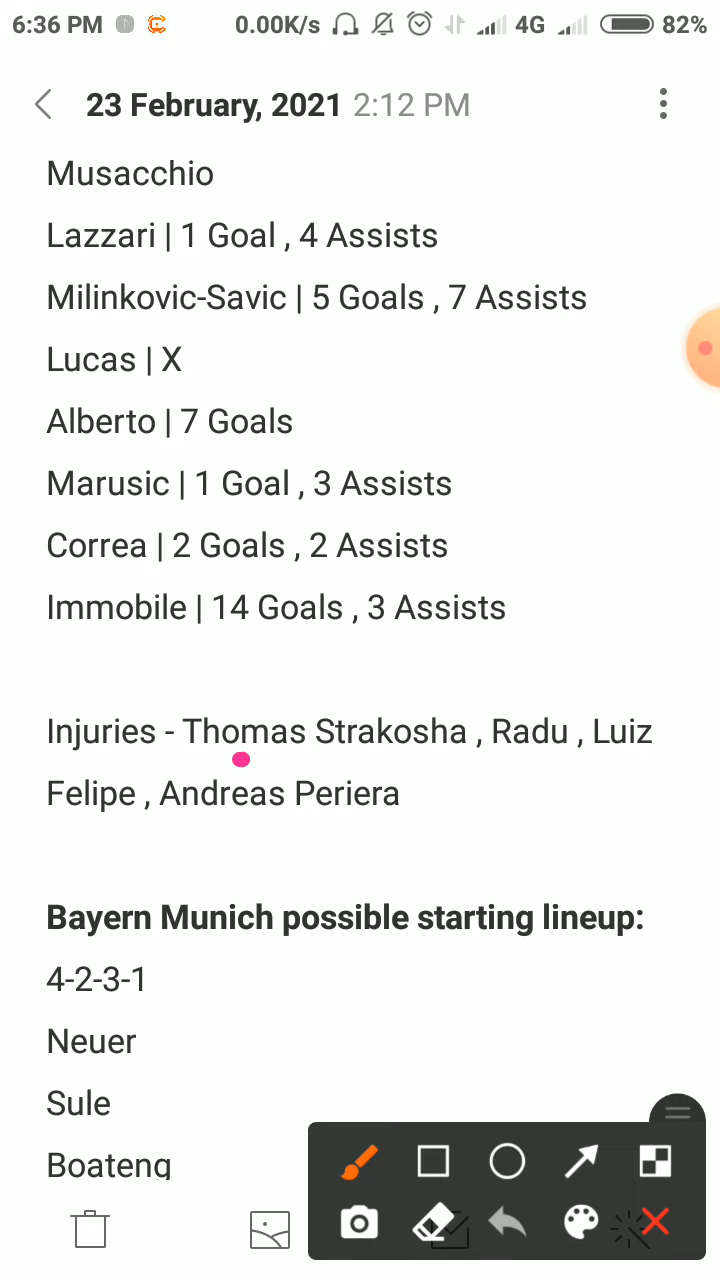 6:36 PM 0.00K/s 4G 82%
23 February, 2021 2:12 PM
Musacchio
Lazzari | 1 Goal , 4 Assists
Milinkovic-Savic | 5 Goals , 7 Assists
Lucas | X
Alberto | 7 Goals
Marusic | 1 Goal , 3 Assists
Correa | 2 Goals , 2 Assists
Immobile | 14 Goals , 3 Assists
Injuries - Thomas Strakosha , Radu , Luiz
Felipe , Andreas Periera
Bayern Munich possible starting lineup:
4-2-3-1
Neuer
Sule
Boateng